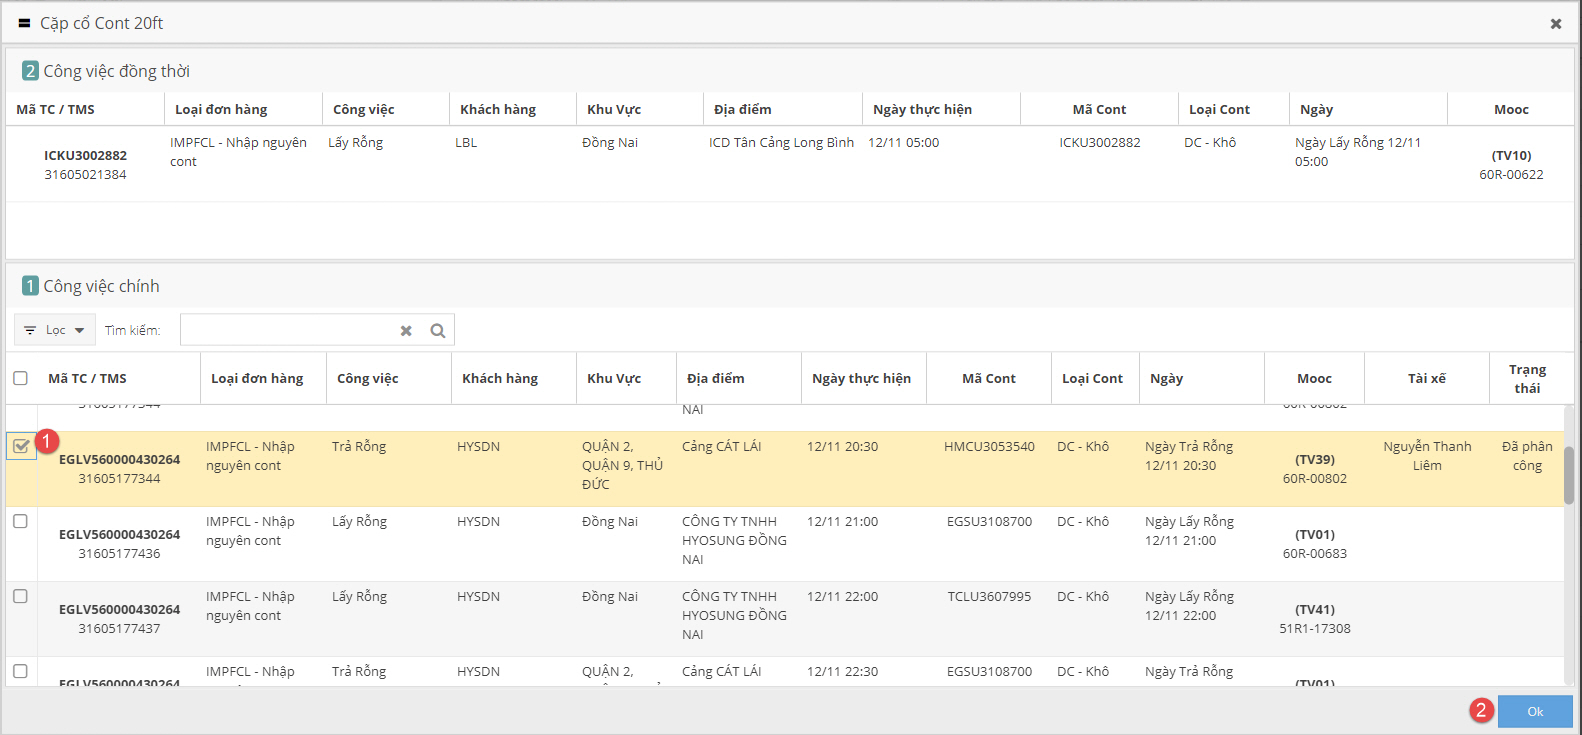 Cặp cổ Cont 20ft
2 Công việc đồng thời
Mã TC / TMS Loại đơn hàng Công việc Khách hàng Khu Vực Địa điểm Ngày thực hiện Mã Cont Loại Cont Ngày Mooc
IMPFCL - Nhập nguyên Lấy Rỗng LBL Đồng Nai ICD Tân Cảng Long Bình 12/11 05:00 ICKU3002882 DC - Khô Ngày Lấy Rỗng 12/11
ICKU3002882 cont 05:00 (TV10)
31605021384 60R-00622
1 Công việc chính
Lọc Tìm kiếm:
Mã TC / TMS Loại đơn hàng Công việc Khách hàng Khu Vực Địa điểm Ngày thực hiện Mã Cont Loại Cont Ngày Mooc Tài xế Trạng
thái
31605177344 NAI 60R-00802
1 IMPFCL - Nhập Trả Rỗng HYSDN QUẬN 2, Cảng CÁT LÁI 12/11 20:30 HMCU3053540 DC - Khô Ngày Trả Rỗng Nguyễn Thanh Đã phân
EGLV560000430264 nguyên cont QUẬN 9, THỦ 12/11 20:30 (TV39) Liêm công
31605177344 ĐỨC 60R-00802
IMPFCL - Nhập Lấy Rỗng HYSDN Đồng Nai CÔNG TY TNHH 12/11 21:00 EGSU3108700 DC - Khô Ngày Lấy Rỗng
EGLV560000430264 nguyên cont HYOSUNG ĐỒNG 12/11 21:00 (TV01)
31605177436 NAI 60R-00683
IMPFCL - Nhập Lấy Rỗng HYSDN Đồng Nai CÔNG TY TNHH 12/11 22:00 TCLU3607995 DC - Khô Ngày Lấy Rỗng
EGLV560000430264 nguyên cont HYOSUNG ĐỒNG 12/11 22:00 (TV41)
31605177437 NAI 51R1-17308
IMPFCL - Nhập Trả Rỗng HYSDN QUẬN 2, Cảng CÁT LÁI 12/11 22:30 EGSU3108700 DC - Khô Ngày Trả Rỗng
EGLV560000430264 (TV01)
2 Ok